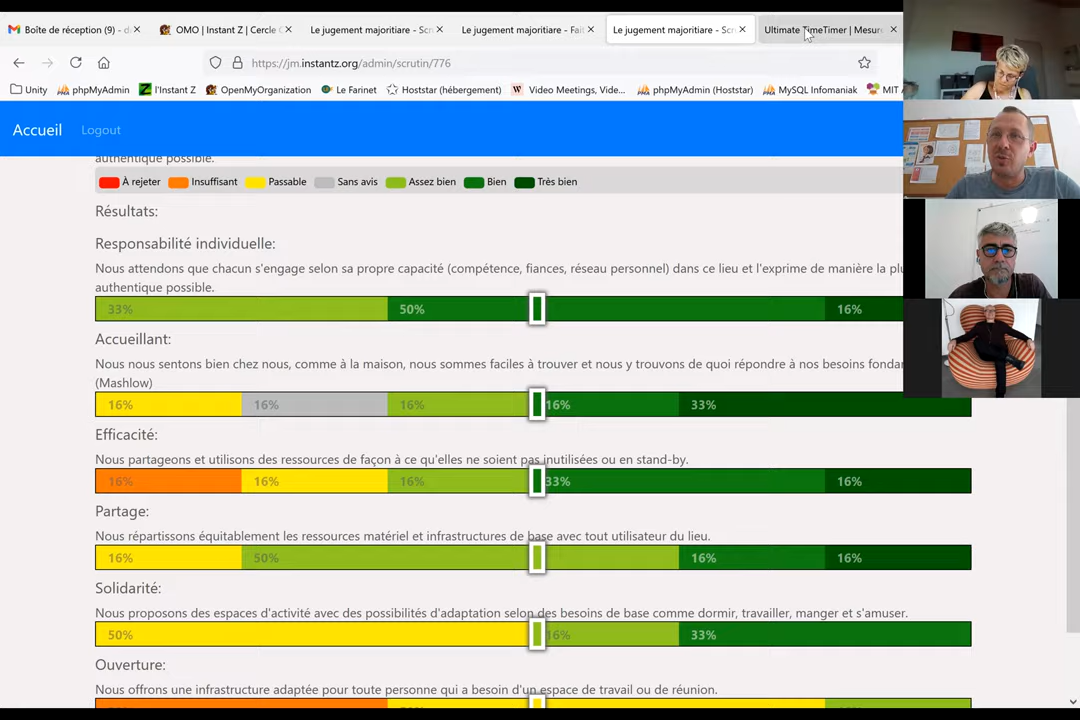 Boîte de réception (9) - d
OMO | Instant Z | Cercle
Le jugement majoritaire - Scr
Le jugement majoritaire - Fai
Le jugement majoritaire - Scr
Ultimate TimeTimer | Mesure
https://jm.instantz.org/admin/scrutin/776
Unity
phpMyAdmin
l'Instant Z
OpenMyOrganization
Le Farinet
Hoststar (hébergement)
Video Meetings, Vide...
phpMyAdmin (Hoststar)
MySQL Infomaniak
MIT
Accueil
Logout
authentique possible.
À rejeter
Insuffisant
Passable
Sans avis
Assez bien
Bien
Très bien
Résultats:
Responsabilité individuelle:
Nous attendons que chacun s'engage selon sa propre capacité (compétence, fiances, réseau personnel) dans ce lieu et l'exprime de manière la plu
authentique possible.
33% 50% 16%
Accueillant:
Nous nous sentons bien chez nous, comme à la maison, nous sommes faciles à trouver et nous y trouvons de quoi répondre à nos besoins fondar
(Mashlow)
16% 16% 16% 16% 33%
Efficacité:
Nous partageons et utilisons des ressources de façon à ce qu'elles ne soient pas inutilisées ou en stand-by.
16% 16% 16% 33% 16%
Partage:
Nous répartissons équitablement les ressources matériel et infrastructures de base avec tout utilisateur du lieu.
16% 50% 16% 16%
Solidarité:
Nous proposons des espaces d'activité avec des possibilités d'adaptation selon des besoins de base comme dormir, travailler, manger et s'amuser.
50% 16% 33%
Ouverture:
Nous offrons une infrastructure adaptée pour toute personne qui a besoin d'un espace de travail ou de réunion.